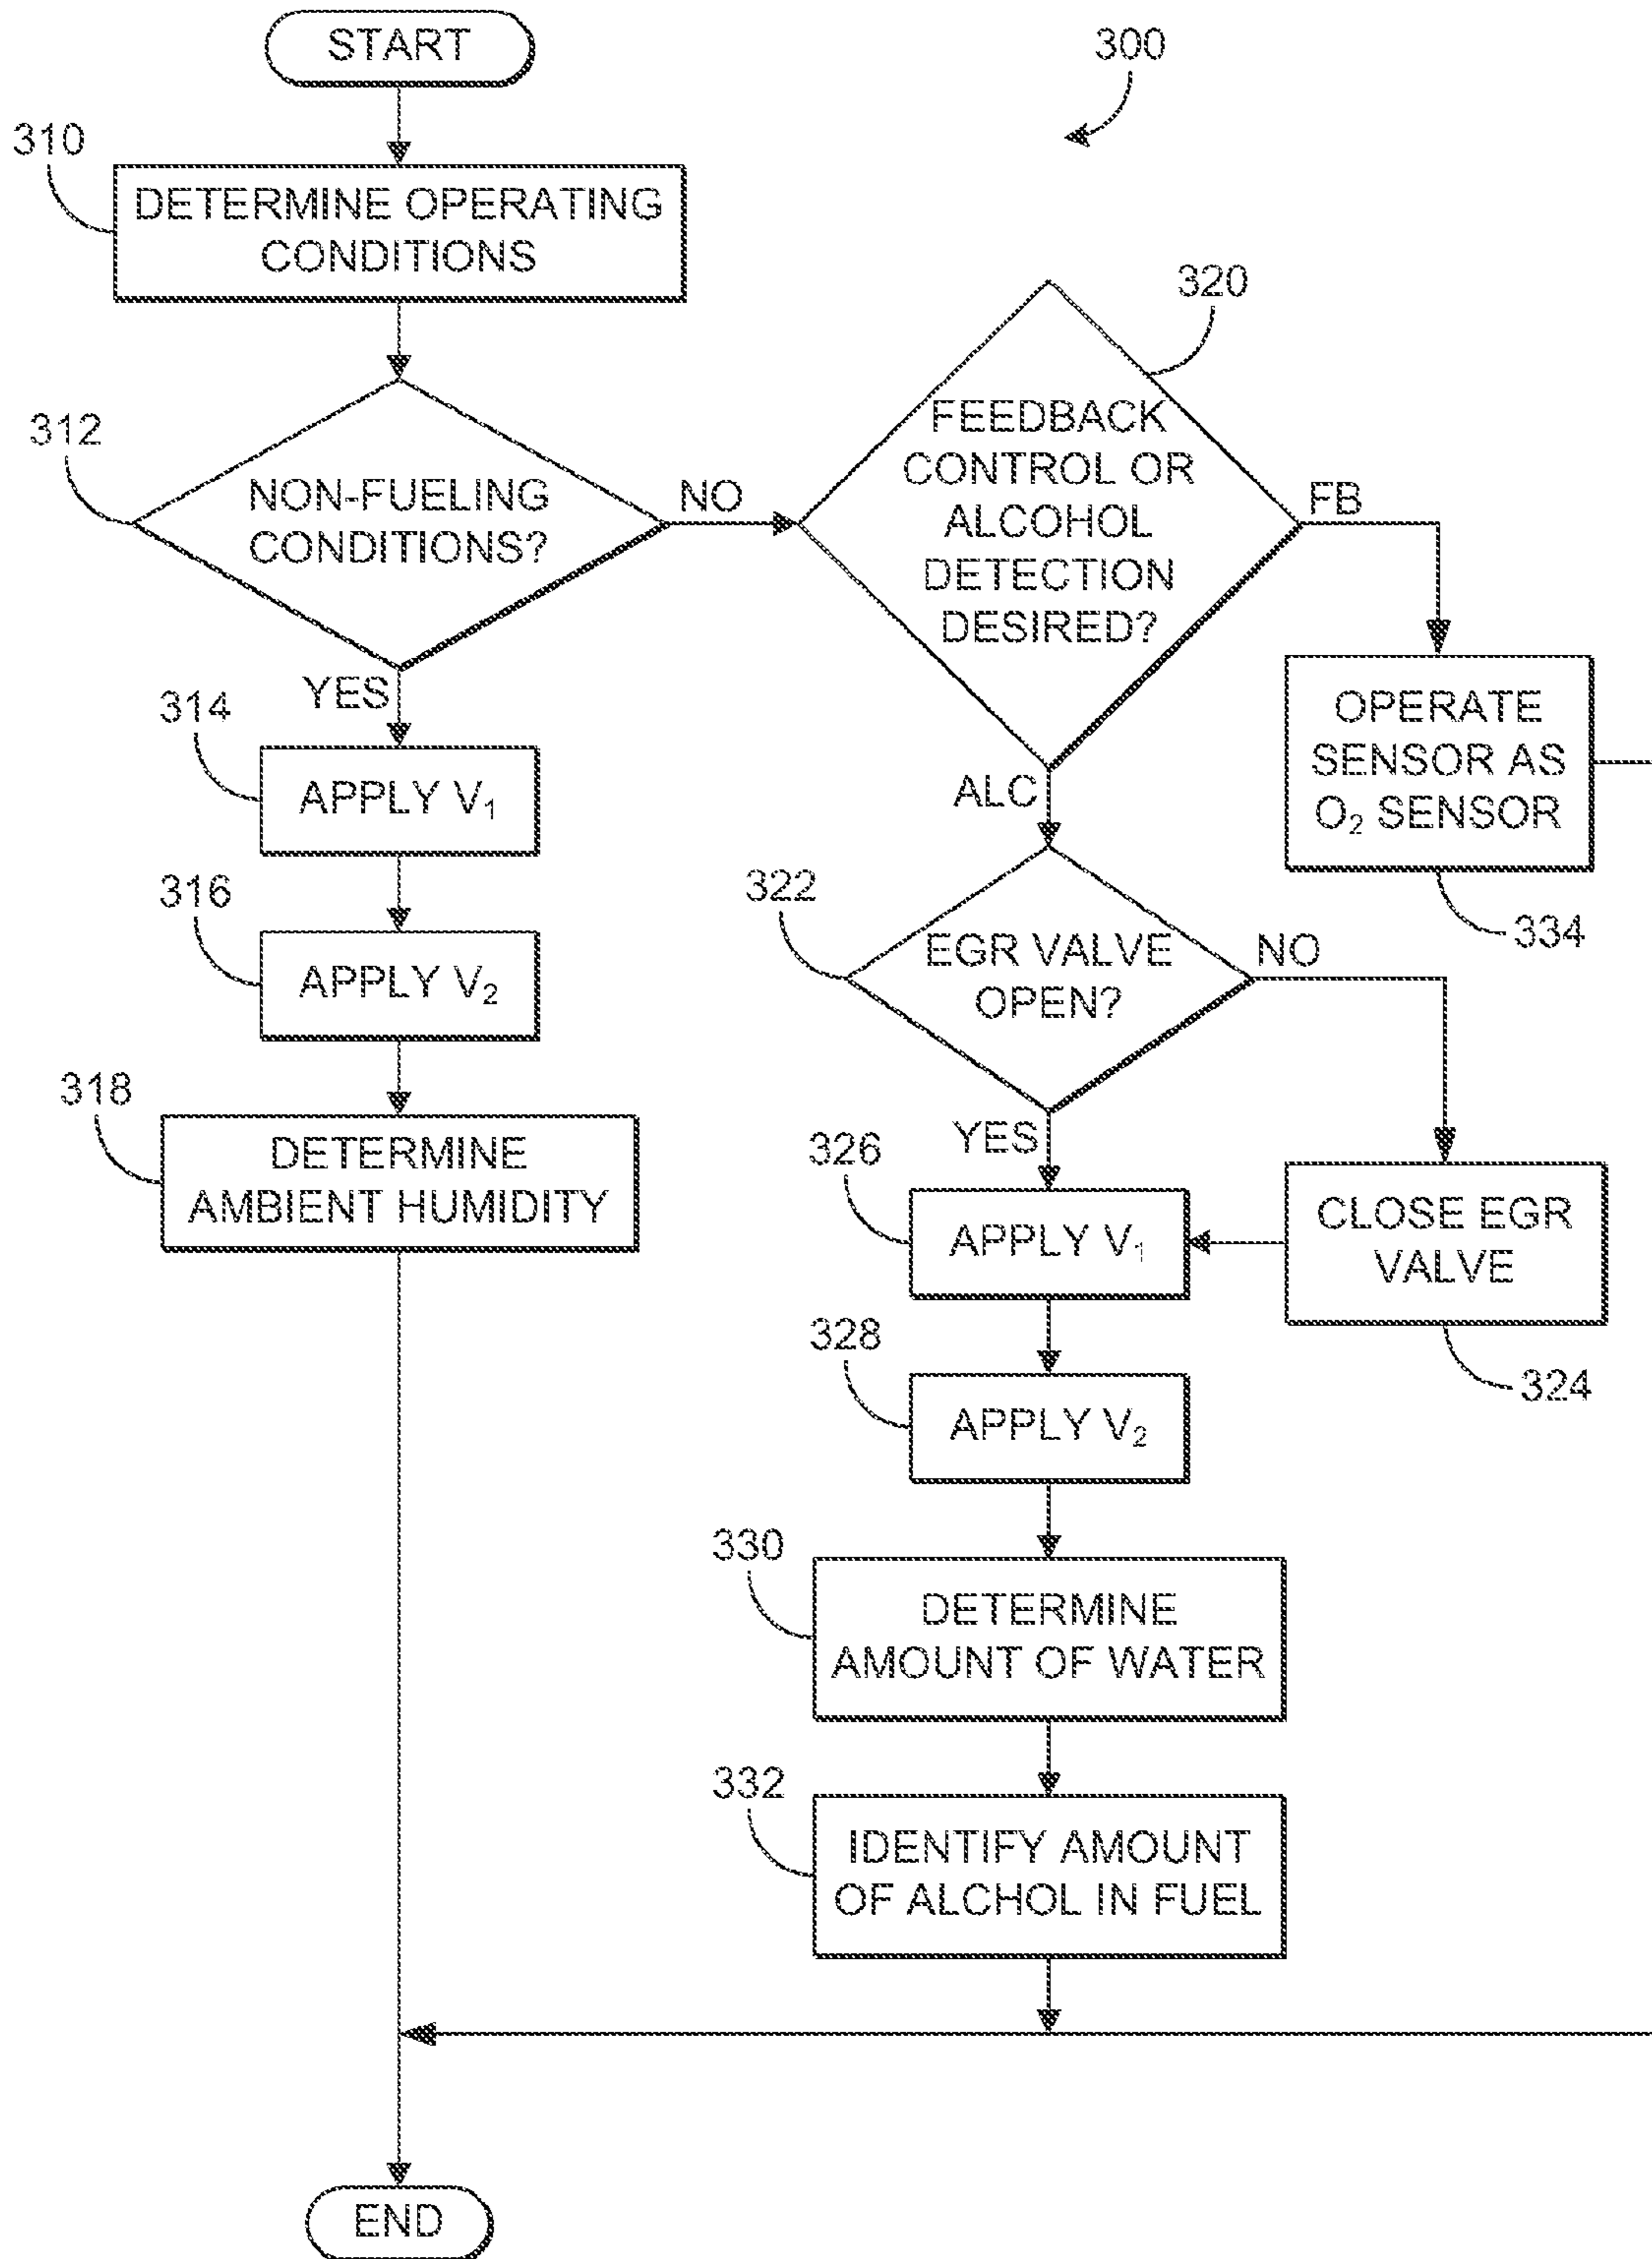 START
300
310
DETERMINE OPERATING
CONDITIONS
320
312
NON-FUELING
CONDITIONS?
NO
FEEDBACK
CONTROL OR
ALCOHOL
DETECTION
DESIRED?
FB
YES
314
APPLY V₁
ALC
OPERATE
SENSOR AS
O₂ SENSOR
334
316
APPLY V₂
322
EGR VALVE
OPEN?
NO
318
DETERMINE
AMBIENT HUMIDITY
YES
326
APPLY V₁
CLOSE EGR
VALVE
324
328
APPLY V₂
330
DETERMINE
AMOUNT OF WATER
332
IDENTIFY AMOUNT
OF ALCHOL IN FUEL
END